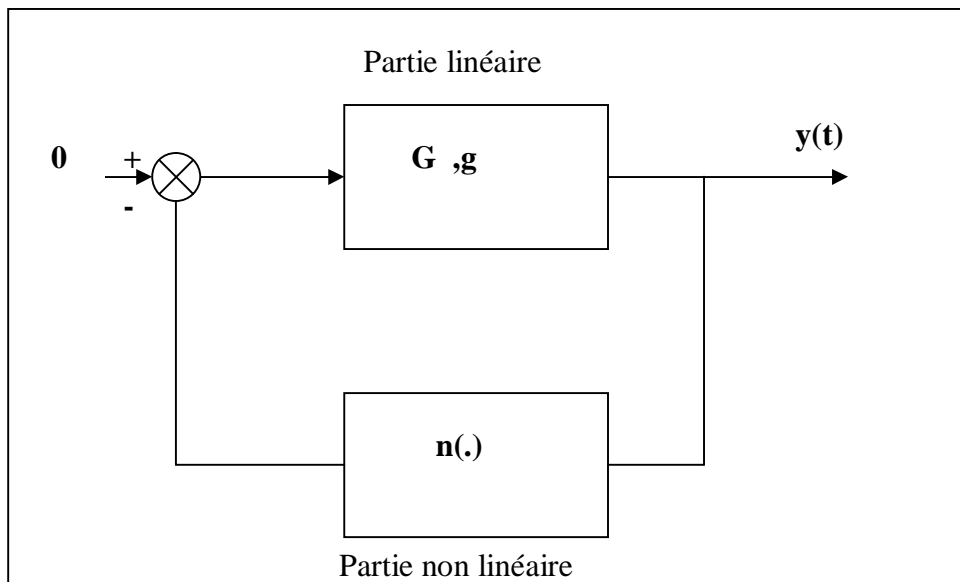 Partie linéaire
G ,g
y(t)
0
+
-
n(.)
Partie non linéaire